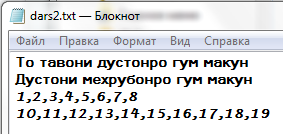 dars2.txt — Блокнот
Файл Правка Формат Вид Справка
То тавони дустонро гум макун
Дустони мехрубонро гум макун
1,2,3,4,5,6,7,8
10,11,12,13,14,15,16,17,18,19